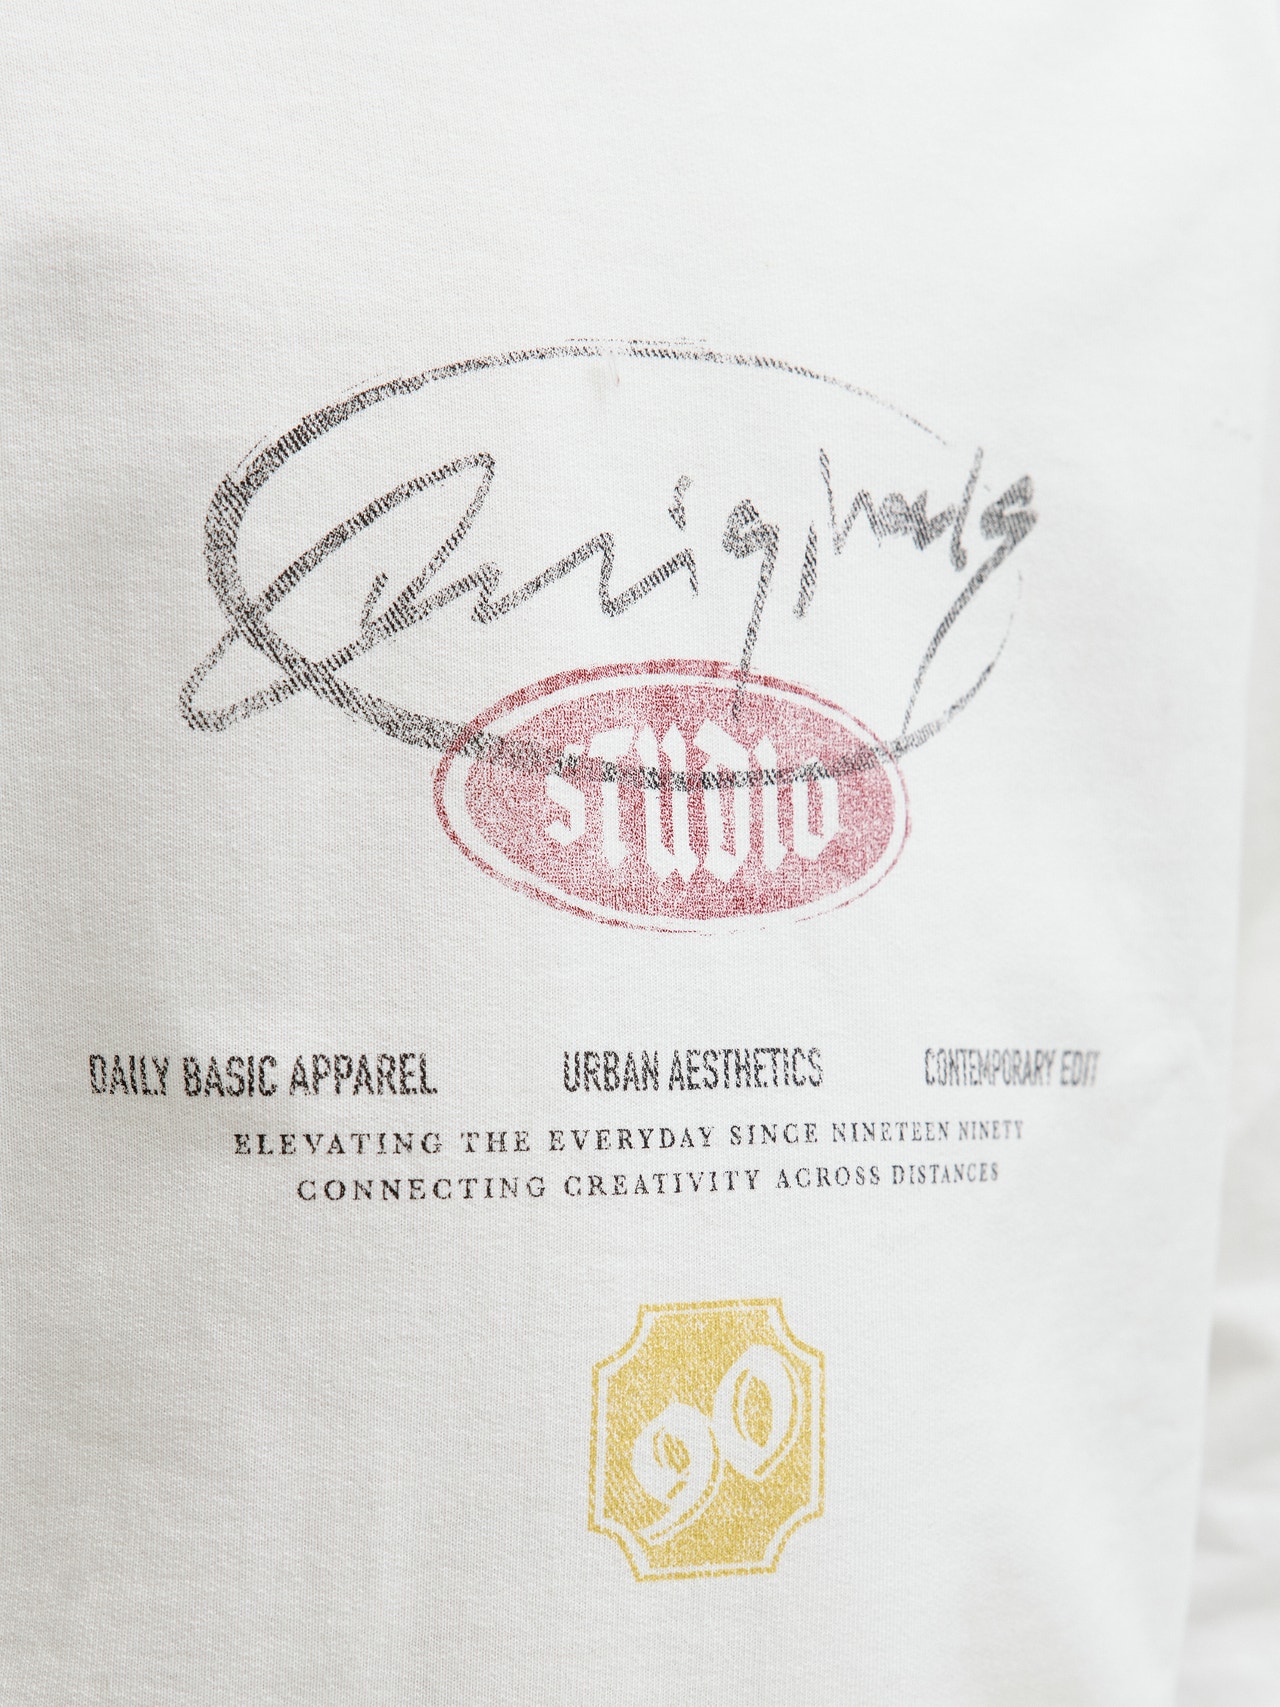 STUDIO
DAILY BASIC APPAREL URBAN AESTHETICS CONTEMPORARY EDIT
ELEVATING THE EVERYDAY SINCE NINETEEN NINETY
CONNECTING CREATIVITY ACROSS DISTANCES
90